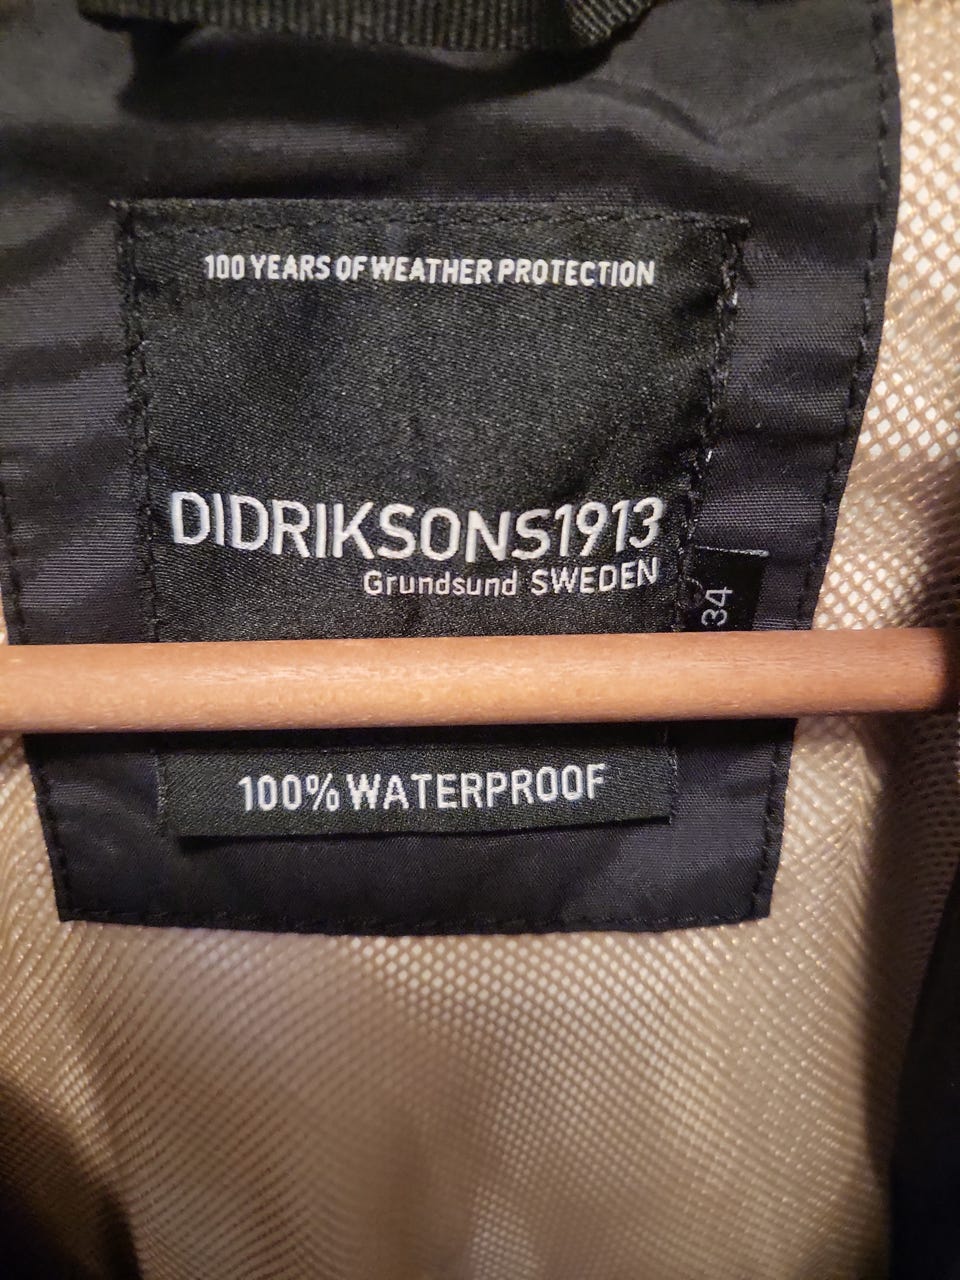 100 YEARS OF WEATHER PROTECTION
DIDRIKSONS1913
Grundsund SWEDEN
34
100% WATERPROOF